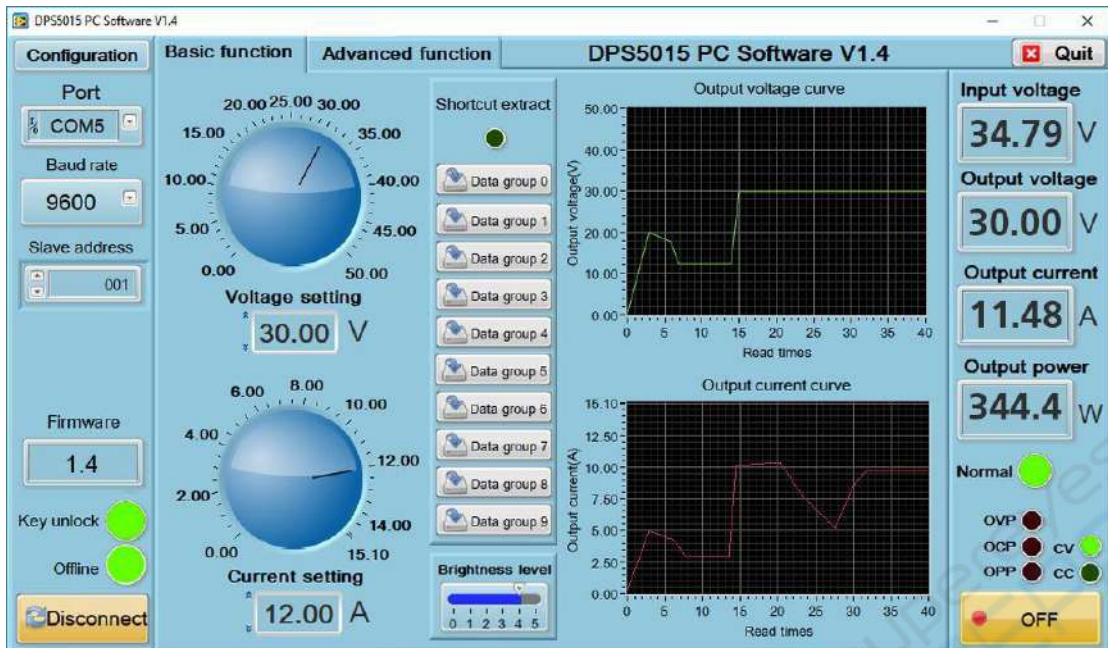 DPS5015 PC Software V1.4
Configuration
Basic function
Advanced function
DPS5015 PC Software V1.4
Quit
Port
COM5
Baud rate
9600
Slave address
001
Firmware
1.4
Key unlock
Offline
Disconnect
20.00 25.00 30.00
15.00 35.00
10.00 40.00
5.00 45.00
0.00 50.00
Voltage setting
30.00 V
6.00 8.00
4.00 10.00
2.00 12.00
14.00
0.00 15.10
Current setting
12.00 A
Shortcut extract
Data group 0
Data group 1
Data group 2
Data group 3
Data group 4
Data group 5
Data group 6
Data group 7
Data group 8
Data group 9
Brightness level
0 1 2 3 4 5
Output voltage curve
Output voltage(V)
50.00
40.00
30.00
20.00
10.00
0.00
0 5 10 15 20 25 30 35 40
Read times
Output current curve
Output current(A)
15.10
12.50
10.00
7.50
5.00
2.50
0.00
0 5 10 15 20 25 30 35 40
Read times
Input voltage
34.79 V
Output voltage
30.00 V
Output current
11.48 A
Output power
344.4 W
Normal
OVP
OCP CV
OPP CC
OFF